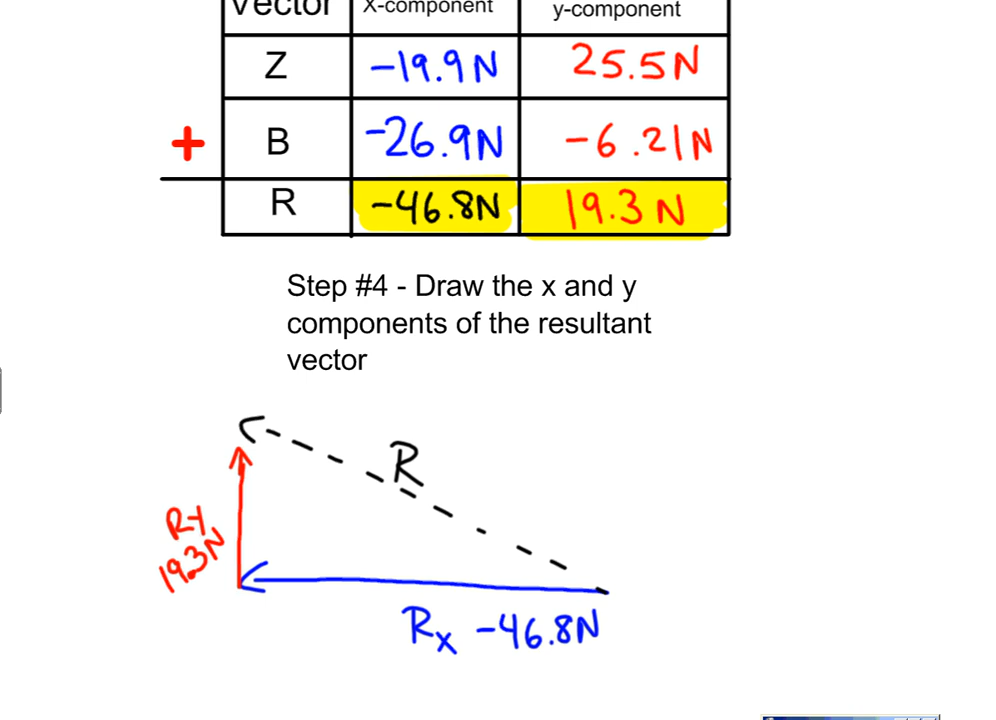 Vector X-component y-component
Z -19.9N 25.5N
+ B -26.9N -6.21N
R -46.8N 19.3N
Step #4 - Draw the x and y
components of the resultant
vector
R
Ry
19.3N
Rx -46.8N